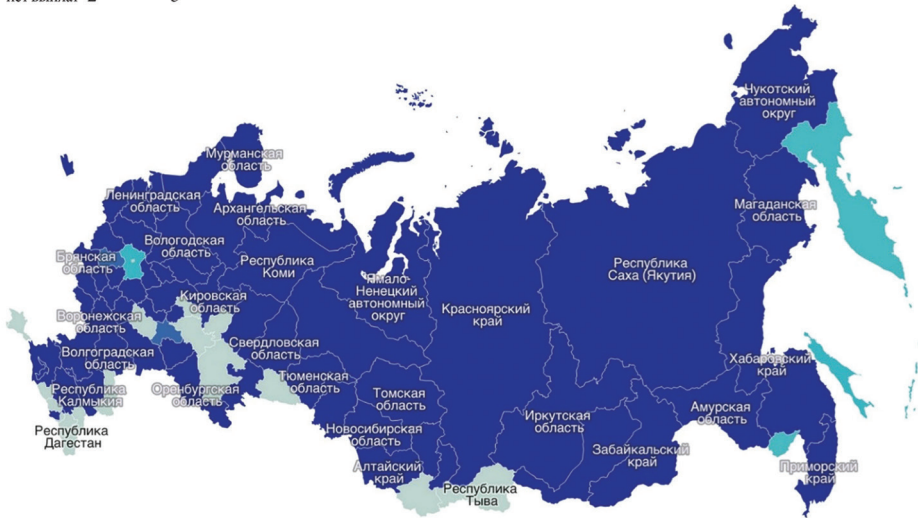 Чукотский
автономный
округ
Мурманская
область
Ленинградская
область
Архангельская
область
Магаданская
область
Вологодская
область
Брянская
область
Республика
Коми
Республика
Саха (Якутия)
Ямало-
Ненецкий
автономный
округ
Кировская
область
Красноярский
край
Воронежская
область
Свердловская
область
Волгоградская
область
Хабаровский
край
Тюменская
область
Республика
Калмыкия
Оренбургская
область
Томская
область
Амурская
область
Иркутская
область
Республика
Дагестан
Новосибирская
область
Забайкальский
край
Алтайский
край
Приморский
край
Республика
Тыва